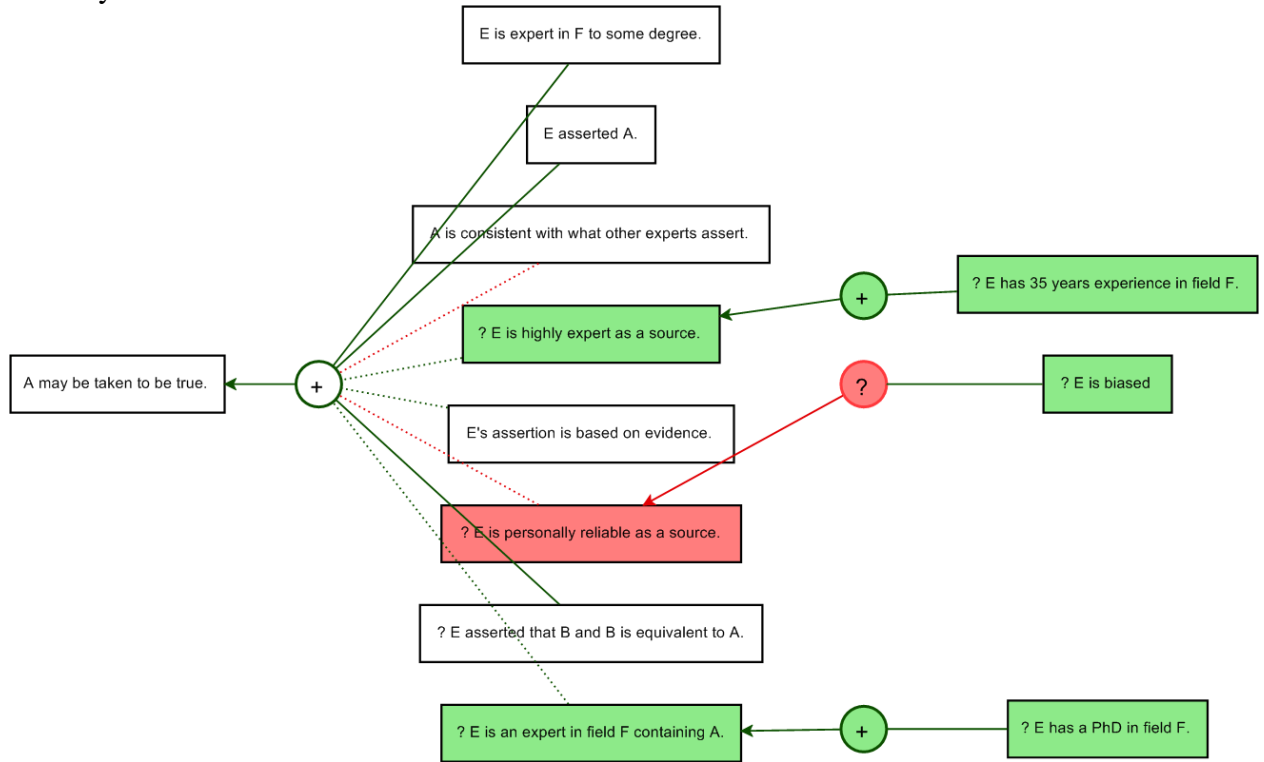 E is expert in F to some degree.
E asserted A.
A is consistent with what other experts assert.
? E has 35 years experience in field F.
+
? E is highly expert as a source.
A may be taken to be true.
+
?
? E is biased
E's assertion is based on evidence.
? E is personally reliable as a source.
? E asserted that B and B is equivalent to A.
? E is an expert in field F containing A.
+
? E has a PhD in field F.